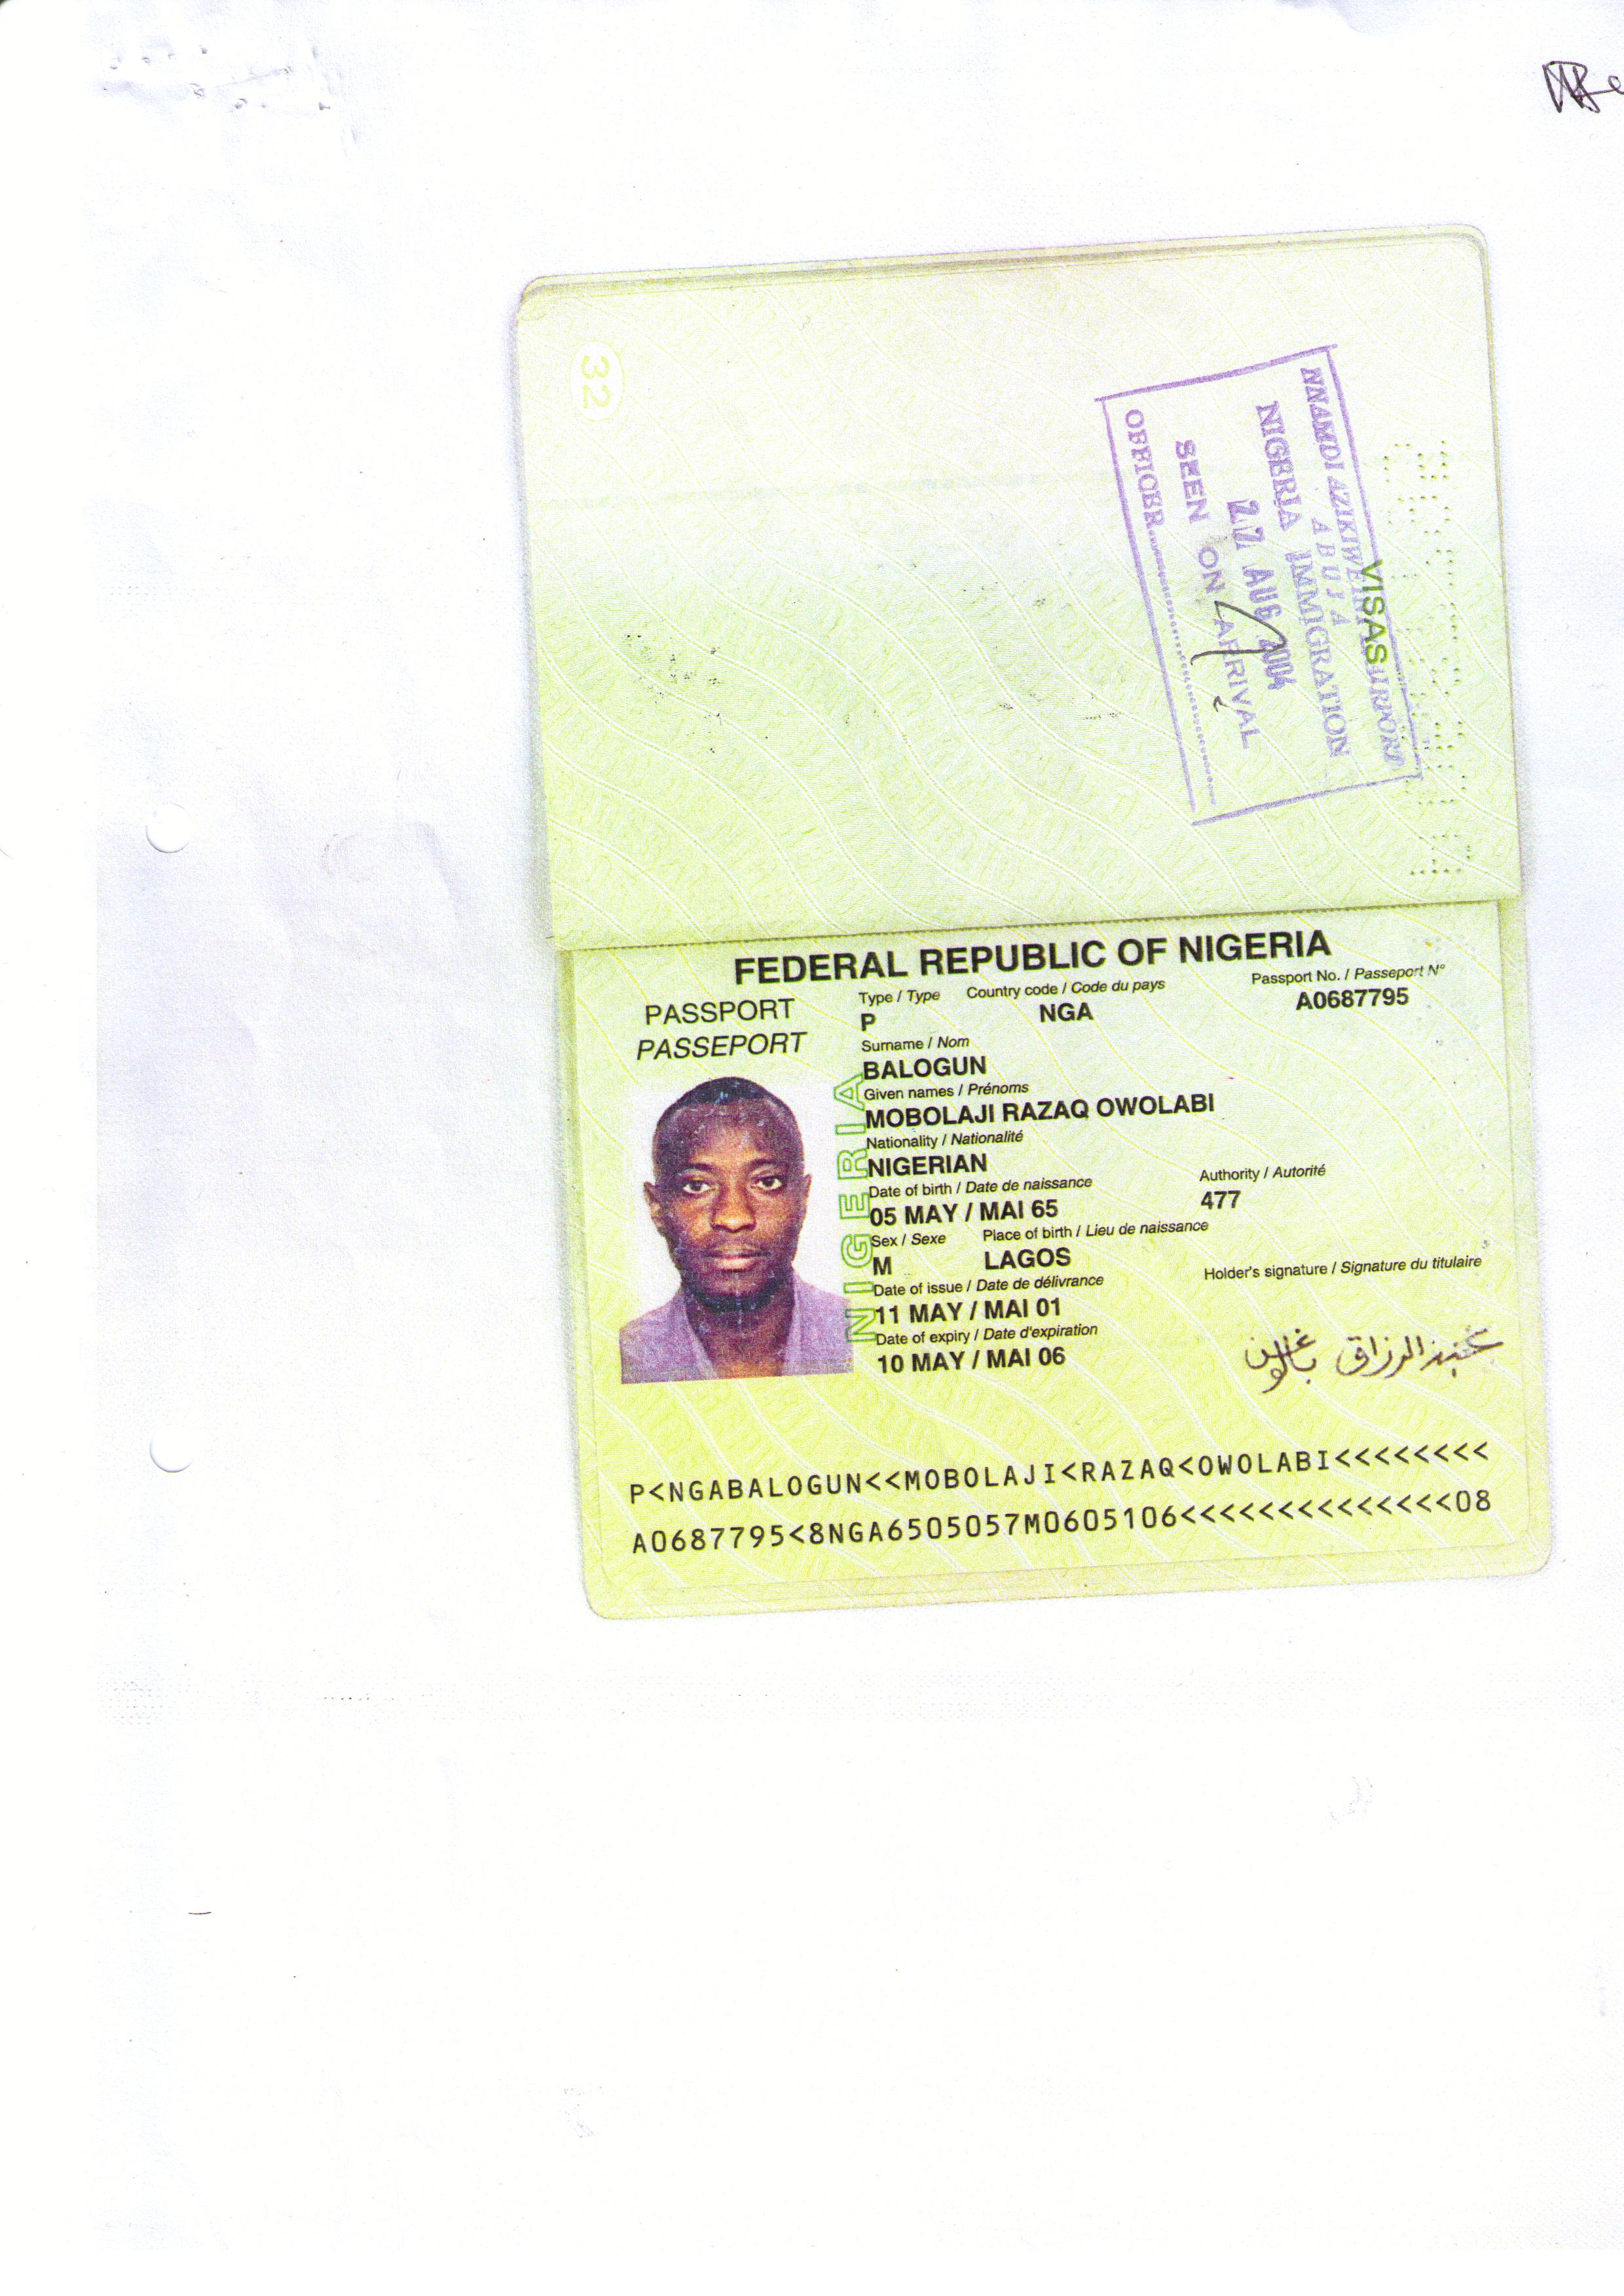 32
VISAS
NNAMDI AZIKIWE INT. AIRPORT
ABUJA
NIGERIA IMMIGRATION
AUG 2004
SEEN ON ARRIVAL
OFFICER
FEDERAL REPUBLIC OF NIGERIA
PASSPORT
PASSEPORT
Type / Type Country code / Code du pays Passport No. / Passeport N°
P NGA A0687795
Surname / Nom
BALOGUN
Given names / Prénoms
MOBOLAJI RAZAQ OWOLABI
Nationality / Nationalité
NIGERIAN
Date of birth / Date de naissance Authority / Autorité
05 MAY / MAI 65 477
Sex / Sexe Place of birth / Lieu de naissance
M LAGOS
Date of issue / Date de délivrance Holder's signature / Signature du titulaire
11 MAY / MAI 01
Date of expiry / Date d'expiration
10 MAY / MAI 06
عبد الرزاق بالوغن
NIGERIA
P<NGABALOGUN<<MOBOLAJI<RAZAQ<OWOLABI<<<<<<<<
A0687795<8NGA6505057M0605106<<<<<<<<<<<<<<08